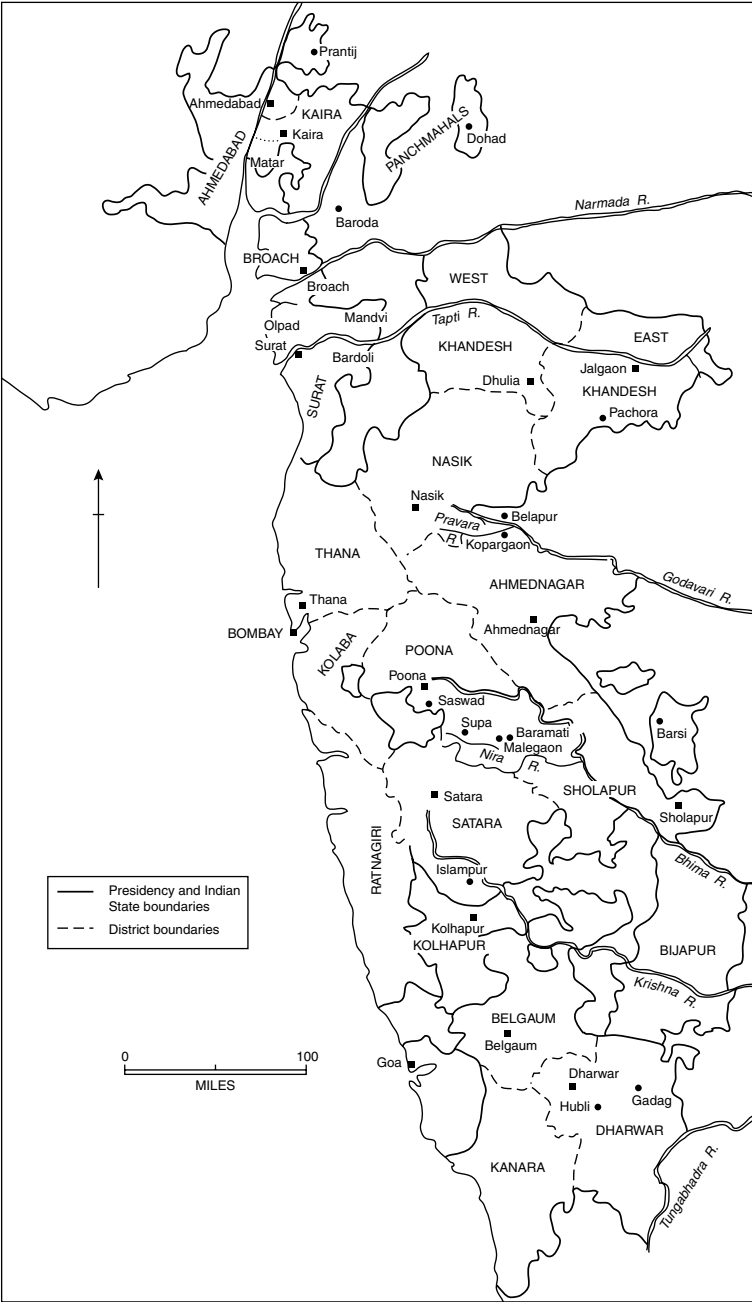 Prantij
Ahmedabad
KAIRA
Kaira
PANCHMAHALS
Dohad
AHMEDABAD
Matar
Baroda
Narmada R.
BROACH
Broach
WEST
Mandvi
Olpad
Tapti R.
Surat
Bardoli
KHANDESH
EAST
Jalgaon
Dhulia
KHANDESH
SURAT
Pachora
NASIK
Nasik
Belapur
Pravara
R.
Kopargaon
THANA
Godavari R.
AHMEDNAGAR
Thana
Ahmednagar
BOMBAY
KOLABA
POONA
Poona
Saswad
Supa
Baramati
Malegaon
Barsi
Nira R.
SHOLAPUR
Satara
Sholapur
SATARA
RATNAGIRI
Bhima R.
Islampur
Presidency and Indian
State boundaries
District boundaries
Kolhapur
KOLHAPUR
BIJAPUR
Krishna R.
BELGAUM
Belgaum
0 100
MILES
Goa
Dharwar
Hubli
Gadag
DHARWAR
KANARA
Tungabhadra R.